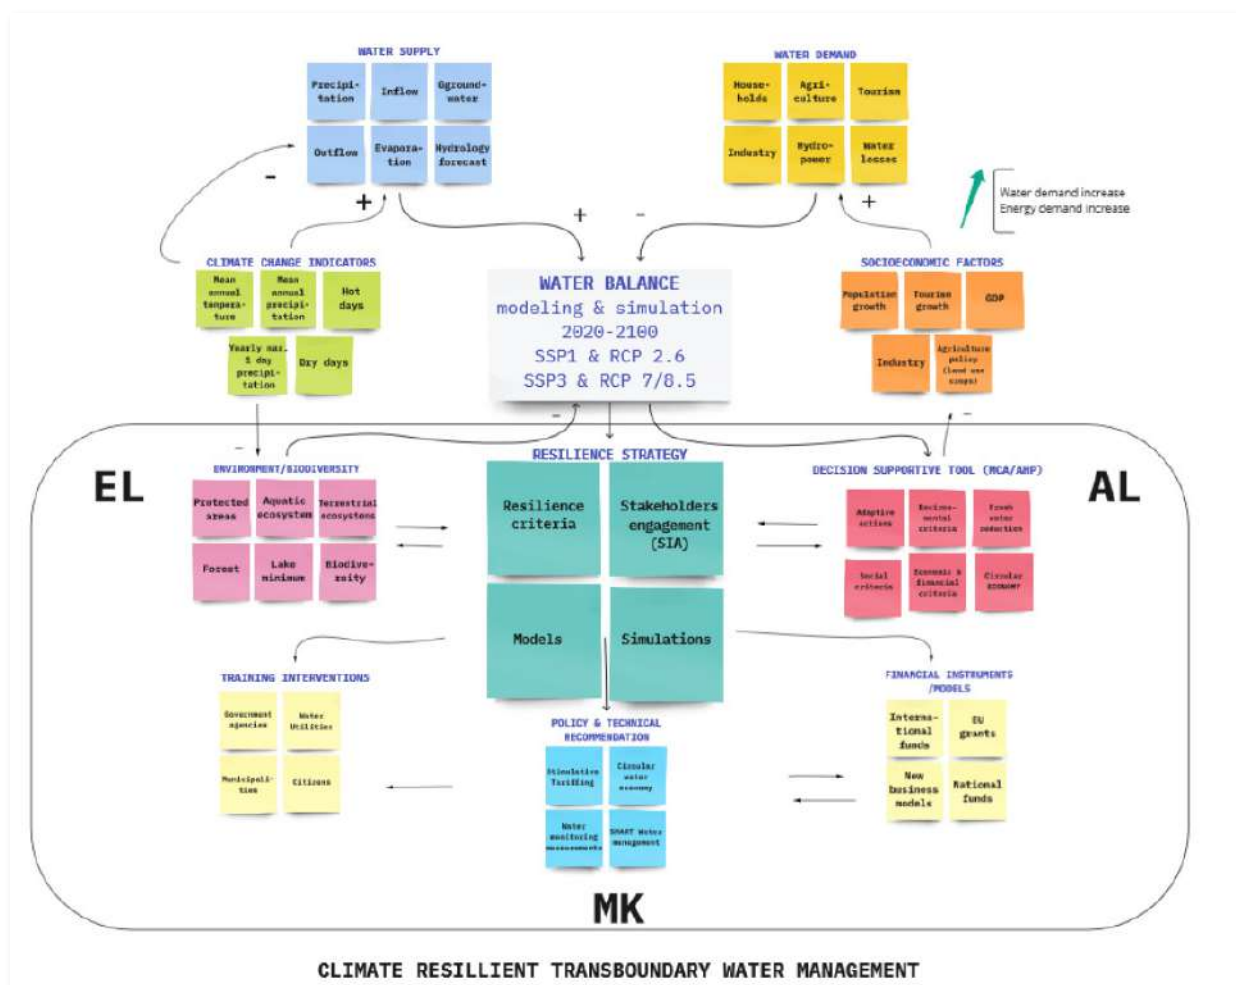 WATER SUPPLY
Precipi-
tation
Inflow
Gground-
water
Outflow
Evapora-
tion
Hydrology
forecast
WATER DEMAND
House-
holds
Agri-
culture
Tourism
Industry
Hydro-
power
Water
losses
-
+
+
-
+
Water demand increase
Energy demand increase
CLIMATE CHANGE INDICATORS
Mean
annual
tempera-
ture
Mean
annual
precipi-
tation
Hot
days
Yearly max.
5 day
precipi-
tation
Dry days
WATER BALANCE
modeling & simulation
2020-2100
SSP1 & RCP 2.6
SSP3 & RCP 7/8.5
SOCIOECONOMIC FACTORS
Population
growth
Tourism
growth
GDP
Industry
Agriculture
policy
(land use
-
-
-
EL
AL
ENVIRONMENT/BIODIVERSITY
Protected
areas
Aquatic
ecosystem
Terrestrial
ecosystems
Forest
Lake
minimum
Biodive-
rsity
RESILIENCE STRATEGY
Resilience
criteria
Stakeholders
engagement
(SIA)
Models
Simulations
DECISION SUPPORTIVE TOOL (MCA/AHP)
Adaptive
actions
Environ-
mental
criteria
Fresh
water
reduction
Social
criteria
Economic &
financial
criteria
Circular
economy
TRAINING INTERVENTIONS
Government
agencies
Water
Utilities
Municipali-
ties
Citizens
POLICY & TECHNICAL
RECOMMENDATION
Stimulative
Tariffing
Circular
water
economy
Water
monitoring
measurements
SMART Water
management
FINANCIAL INSTRUMENTS
/MODELS
Interna-
tional
funds
EU
grants
New
business
models
National
funds
MK
CLIMATE RESILLIENT TRANSBOUNDARY WATER MANAGEMENT